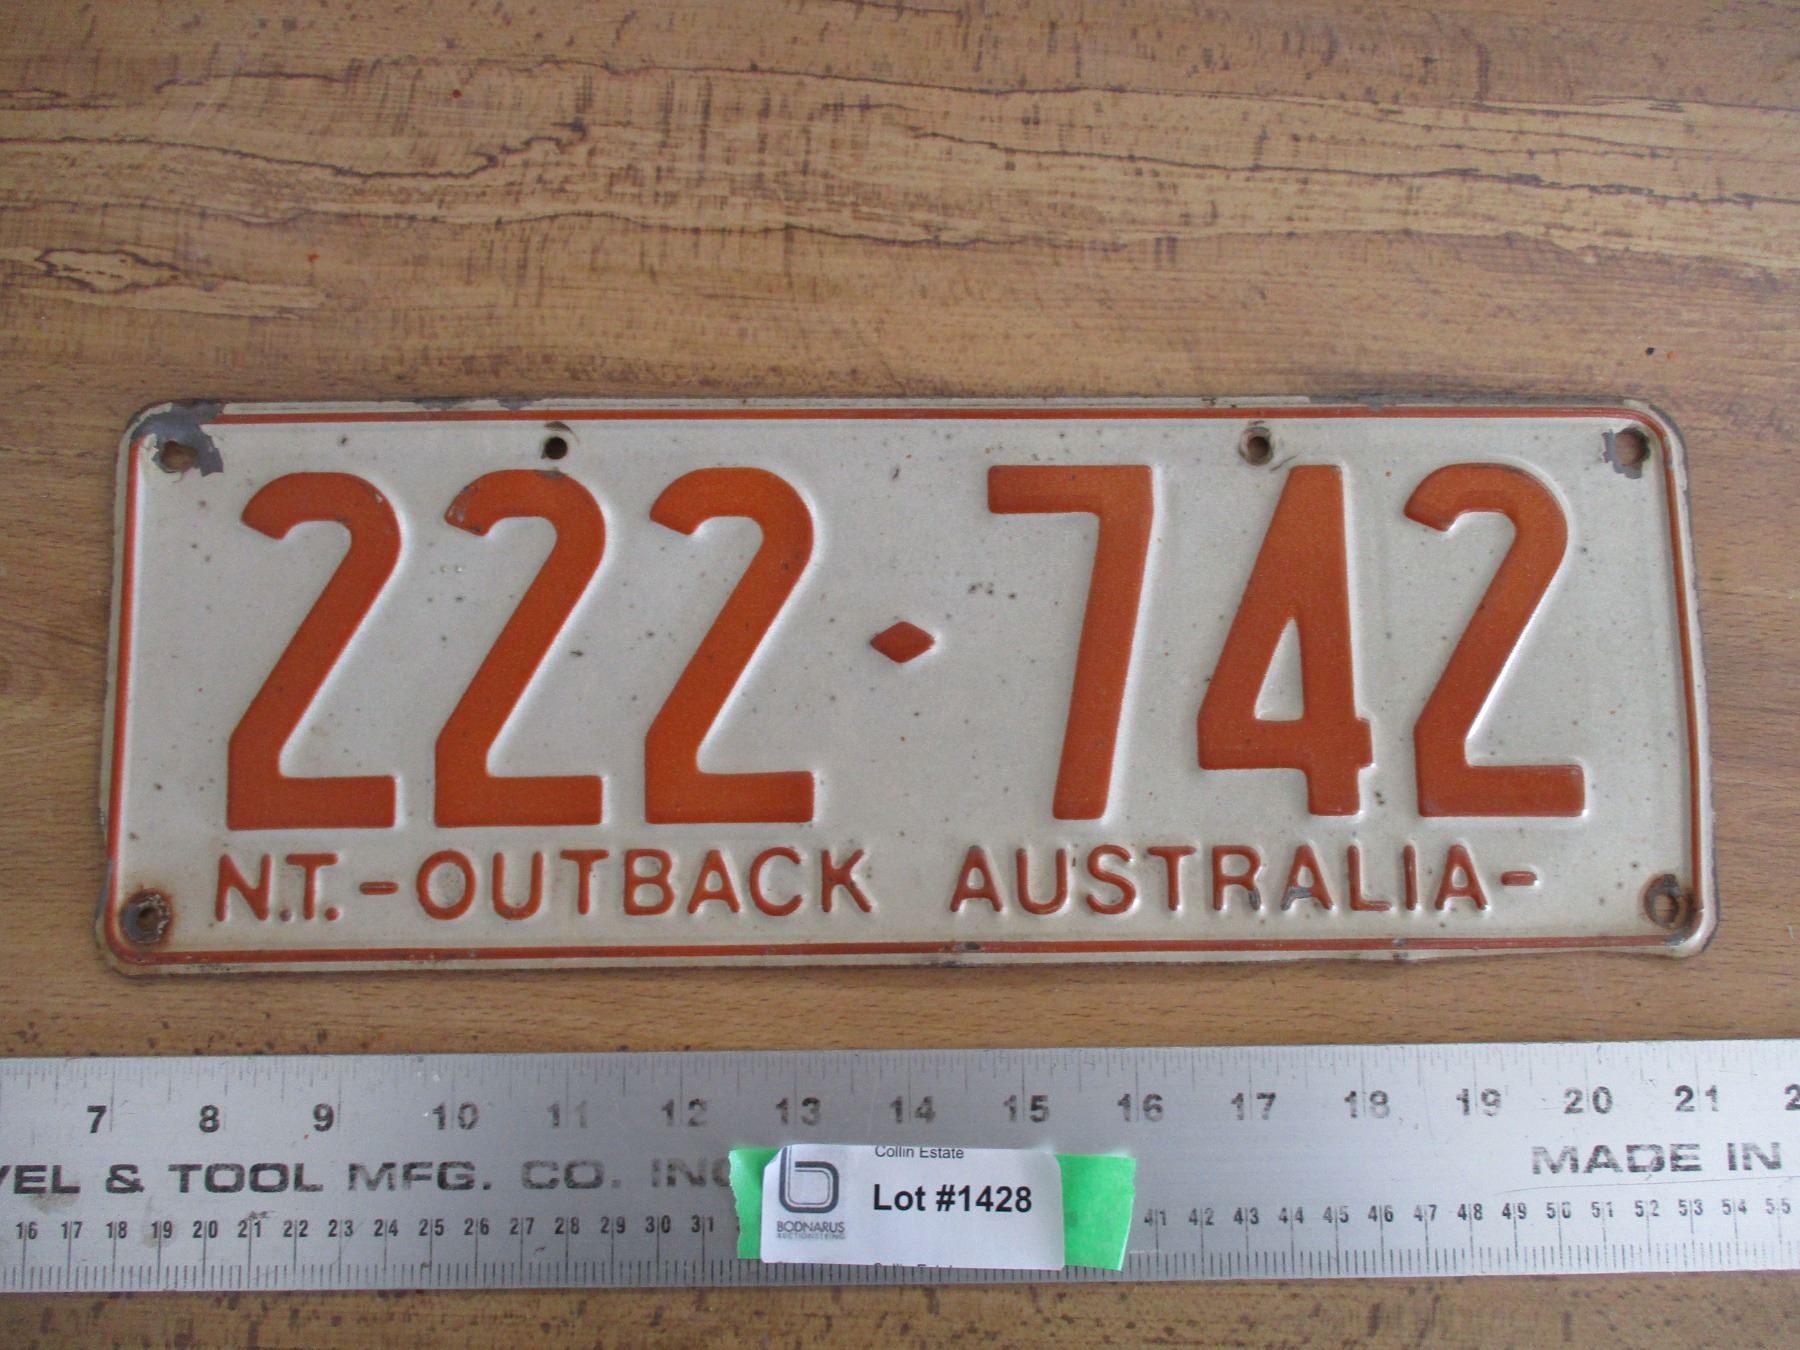 222·742
N.T.-OUTBACK AUSTRALIA-
7 8 9 10 11 12 13 14 15 16 17 18 19 20 21
VEL & TOOL MFG. CO. INC
MADE IN
16 17 18 19 20 21 22 23 24 25 26 27 28 29 30 31
41 42 43 44 45 46 47 48 49 50 51 52 53 54 55
Collin Estate
Lot #1428
BODNARUS
AUCTIONEERING